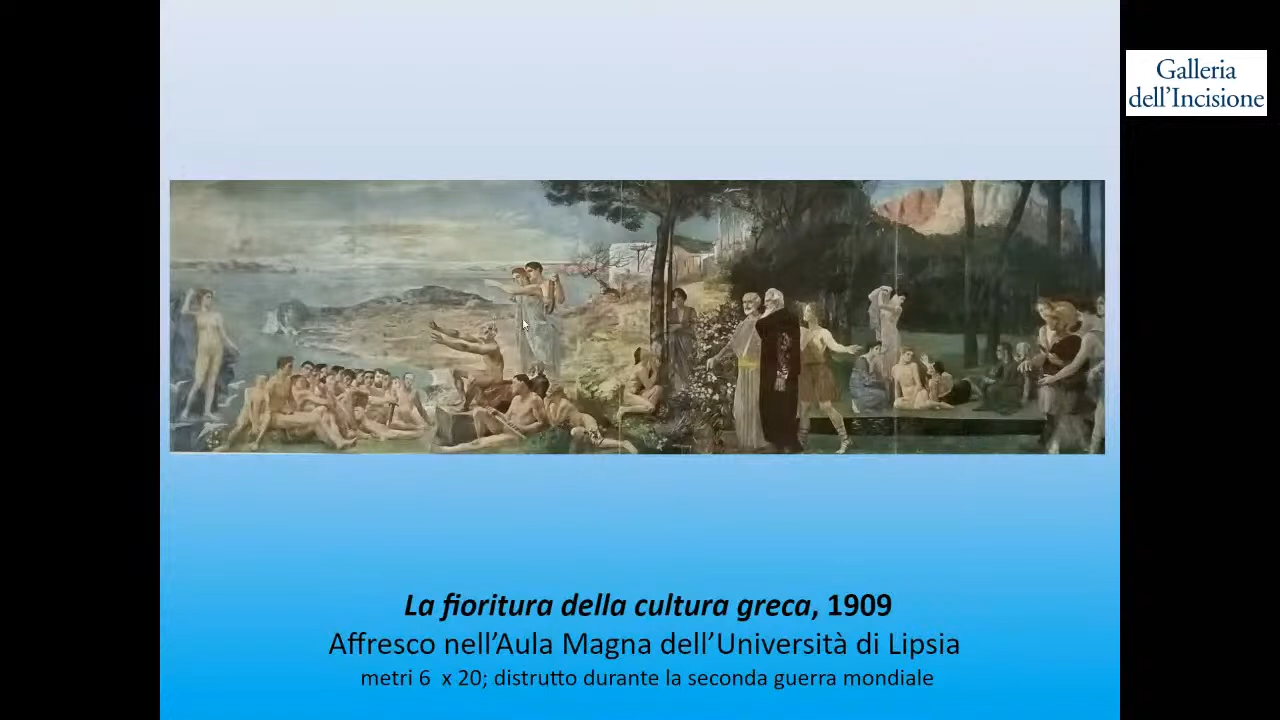 Galleria
dell'Incisione
La fioritura della cultura greca, 1909
Affresco nell'Aula Magna dell'Università di Lipsia
metri 6 x 20; distrutto durante la seconda guerra mondiale